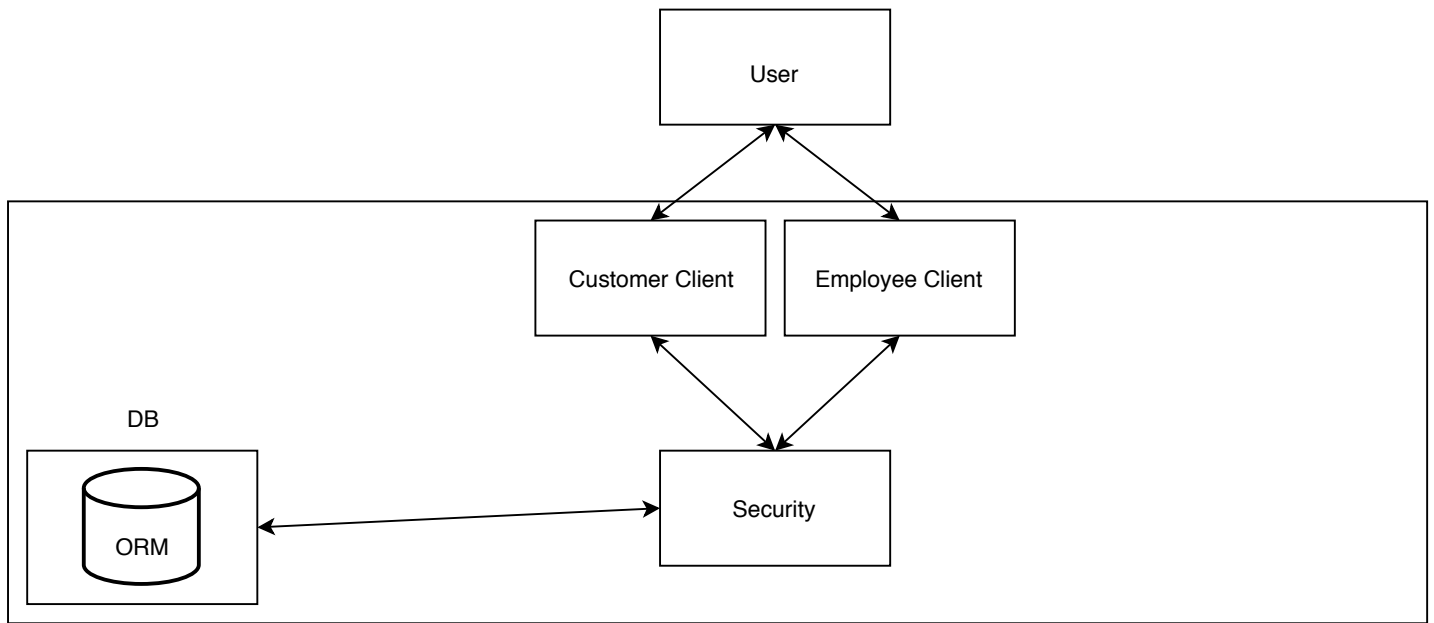 User
Customer Client
Employee Client
DB
ORM
Security